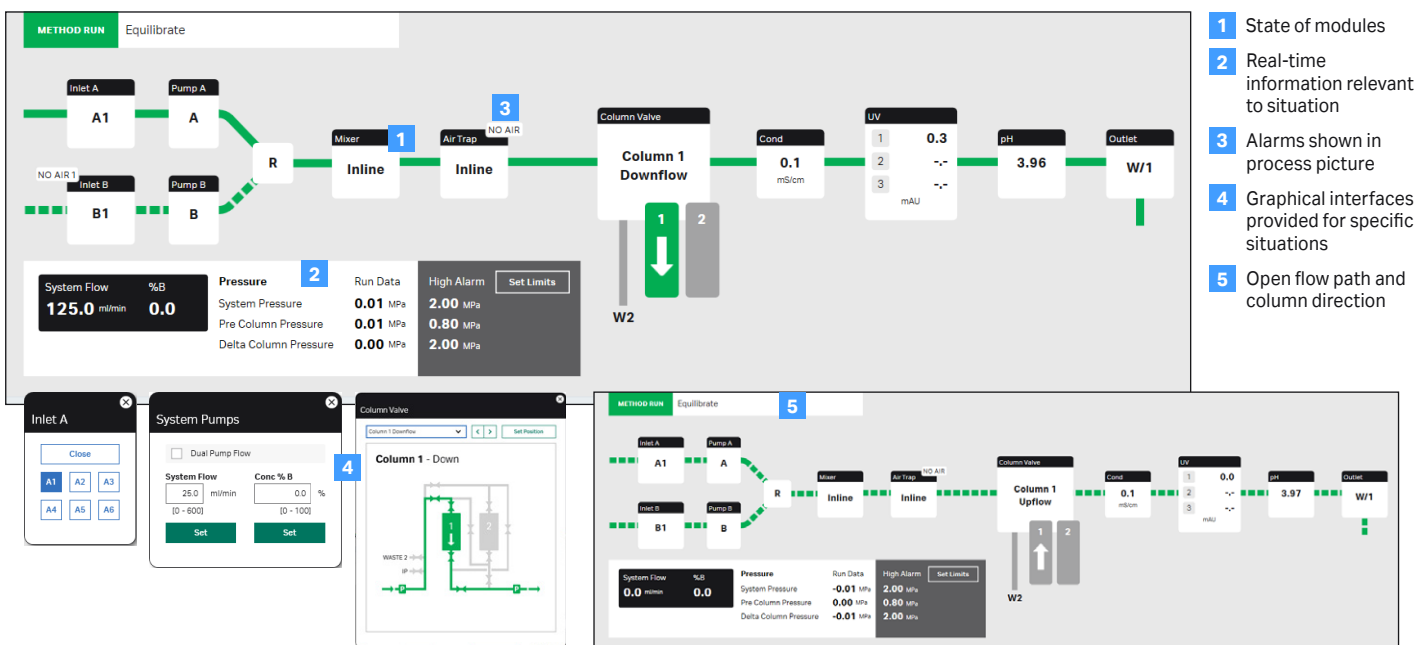 METHOD RUN Equilibrate
Inlet A
A1
Pump A
A
NO AIR 1
Inlet B
B1
Pump B
B
R
Mixer
Inline
1
3
Air Trap
NO AIR
Inline
Column Valve
Column 1
Downflow
1 2
W2
Cond
0.1
mS/cm
UV
1 0.3
2 -.-
3 -.-
mAU
pH
3.96
Outlet
W/1
System Flow %B
125.0 ml/min 0.0
2
Pressure Run Data High Alarm Set Limits
System Pressure 0.01 MPa 2.00 MPa
Pre Column Pressure 0.01 MPa 0.80 MPa
Delta Column Pressure 0.00 MPa 2.00 MPa
1 State of modules
2 Real-time
information relevant
to situation
3 Alarms shown in
process picture
4 Graphical interfaces
provided for specific
situations
5 Open flow path and
column direction
Inlet A
Close
A1 A2 A3
A4 A5 A6
System Pumps
Dual Pump Flow
System Flow Conc % B
25.0 ml/min 0.0 %
[0 - 600] [0 - 100]
Set Set
4
Column Valve
Column 1 Downflow < > Set Position
Column 1 - Down
1 2
WASTE 2
IP
P P
METHOD RUN Equilibrate
5
Inlet A
A1
Pump A
A
Inlet B
B1
Pump B
B
R
Mixer
Inline
Air Trap
NO AIR
Inline
Column Valve
Column 1
Upflow
1 2
W2
Cond
0.1
mS/cm
UV
1 0.0
2 -.-
3 -.-
mAU
pH
3.97
Outlet
W/1
System Flow %B
0.0 ml/min 0.0
Pressure Run Data High Alarm Set Limits
System Pressure -0.01 MPa 2.00 MPa
Pre Column Pressure 0.00 MPa 0.80 MPa
Delta Column Pressure -0.01 MPa 2.00 MPa